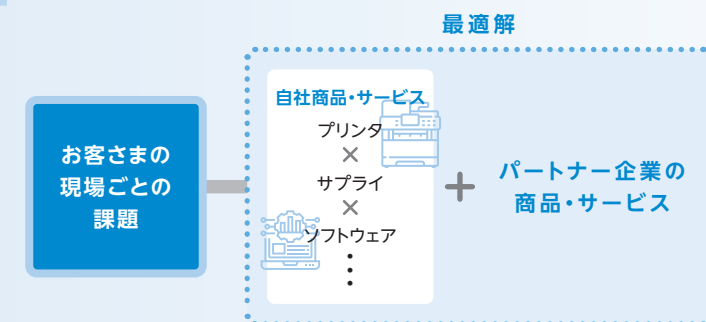 最適解
お客さまの
現場ごとの
課題
自社商品・サービス
プリンタ
×
サプライ
×
ソフトウェア
+
パートナー企業の
商品・サービス